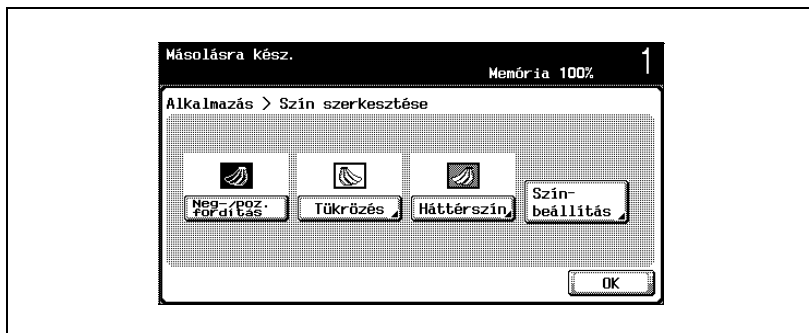 Másolásra kész.
1
Memória 100%
Alkalmazás > Szín szerkesztése
Neg-/poz.
fordítás
Tükrözés
Háttérszín
Szín-
beállítás
OK